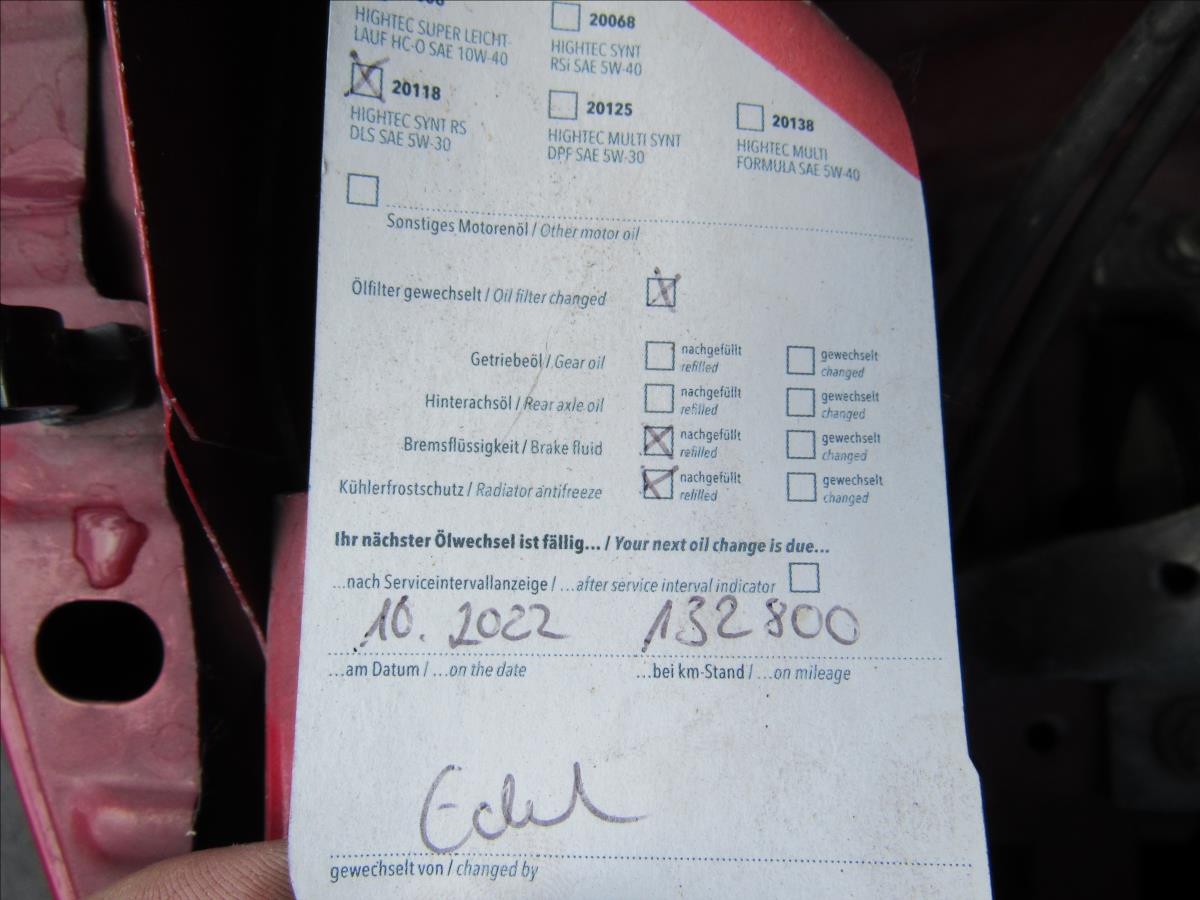 20068
HIGHTEC SUPER LEICHT-
LAUF HC-O SAE 10W-40
HIGHTEC SYNT
RSi SAE 5W-40
20118
HIGHTEC SYNT RS
DLS SAE 5W-30
20125
HIGHTEC MULTI SYNT
DPF SAE 5W-30
20138
HIGHTEC MULTI
FORMULA SAE 5W-40
Sonstiges Motorenöl / Other motor oil
Ölfilter gewechselt / Oil filter changed
Getriebeöl / Gear oil nachgefüllt refilled gewechselt changed
Hinterachsöl / Rear axle oil nachgefüllt refilled gewechselt changed
Bremsflüssigkeit / Brake fluid nachgefüllt refilled gewechselt changed
Kühlerfrostschutz / Radiator antifreeze nachgefüllt refilled gewechselt changed
Ihr nächster Ölwechsel ist fällig... / Your next oil change is due...
...nach Serviceintervallanzeige / ...after service interval indicator
10. 2022 132 800
...am Datum / ...on the date ...bei km-Stand / ...on mileage
gewechselt von / changed by